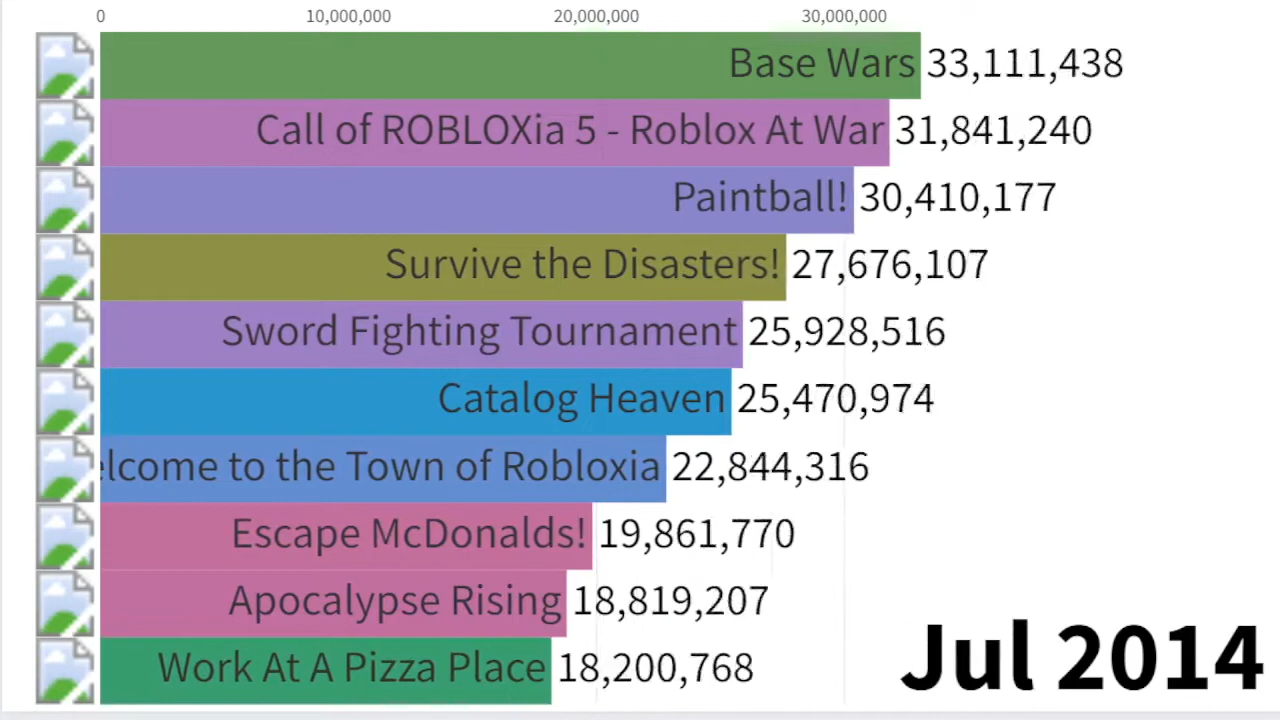 0 10,000,000 20,000,000 30,000,000
Base Wars 33,111,438
Call of ROBLOXia 5 - Roblox At War 31,841,240
Paintball! 30,410,177
Survive the Disasters! 27,676,107
Sword Fighting Tournament 25,928,516
Catalog Heaven 25,470,974
elcome to the Town of Robloxia 22,844,316
Escape McDonalds! 19,861,770
Apocalypse Rising 18,819,207
Work At A Pizza Place 18,200,768
Jul 2014